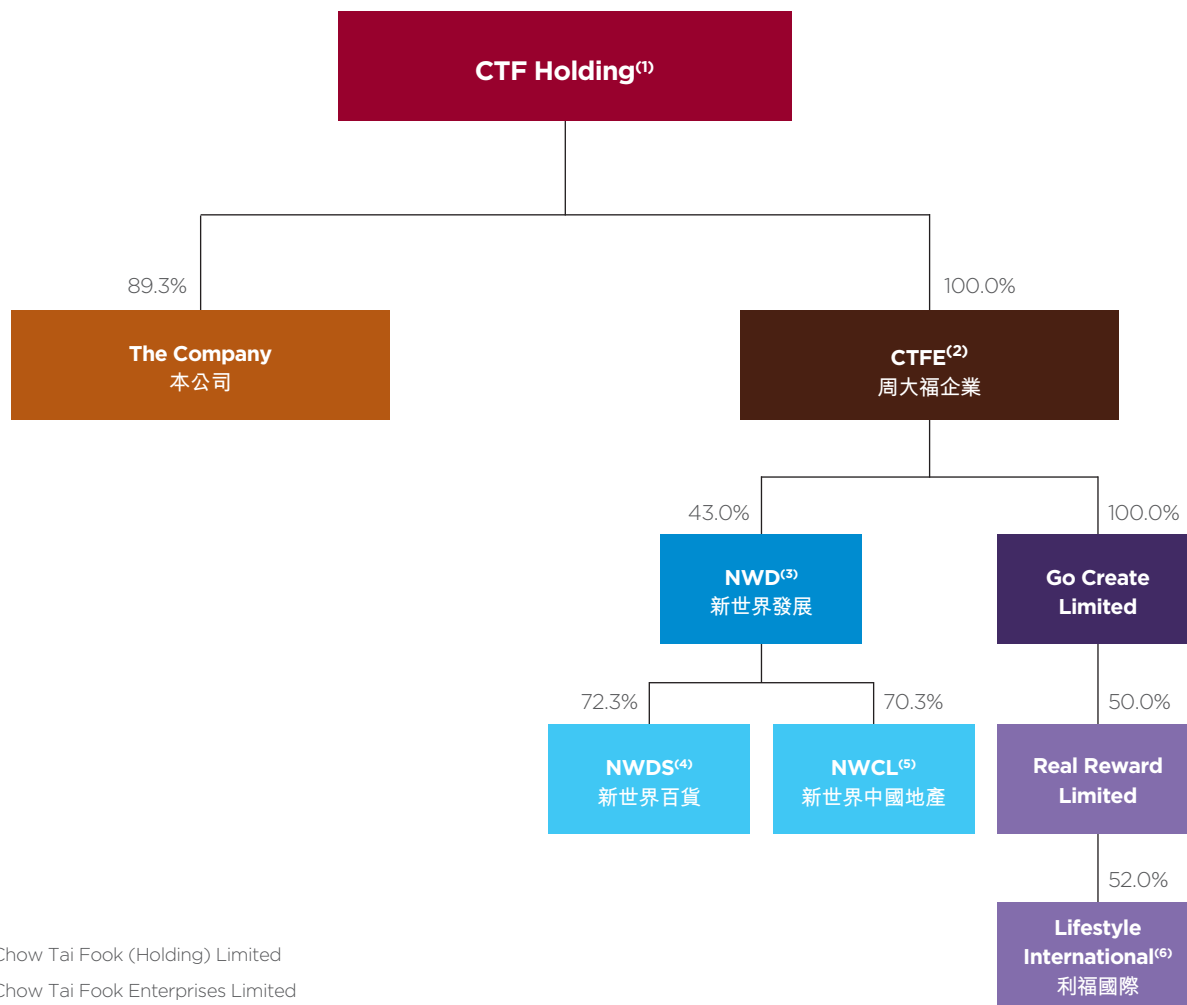 CTF Holding(1)
89.3%
100.0%
The Company
本公司
CTFE(2)
周大福企業
43.0%
100.0%
NWD(3)
新世界發展
Go Create
Limited
72.3%
70.3%
50.0%
NWDS(4)
新世界百貨
NWCL(5)
新世界中國地產
Real Reward
Limited
52.0%
Lifestyle
International(6)
利福國際
Chow Tai Fook (Holding) Limited
Chow Tai Fook Enterprises Limited